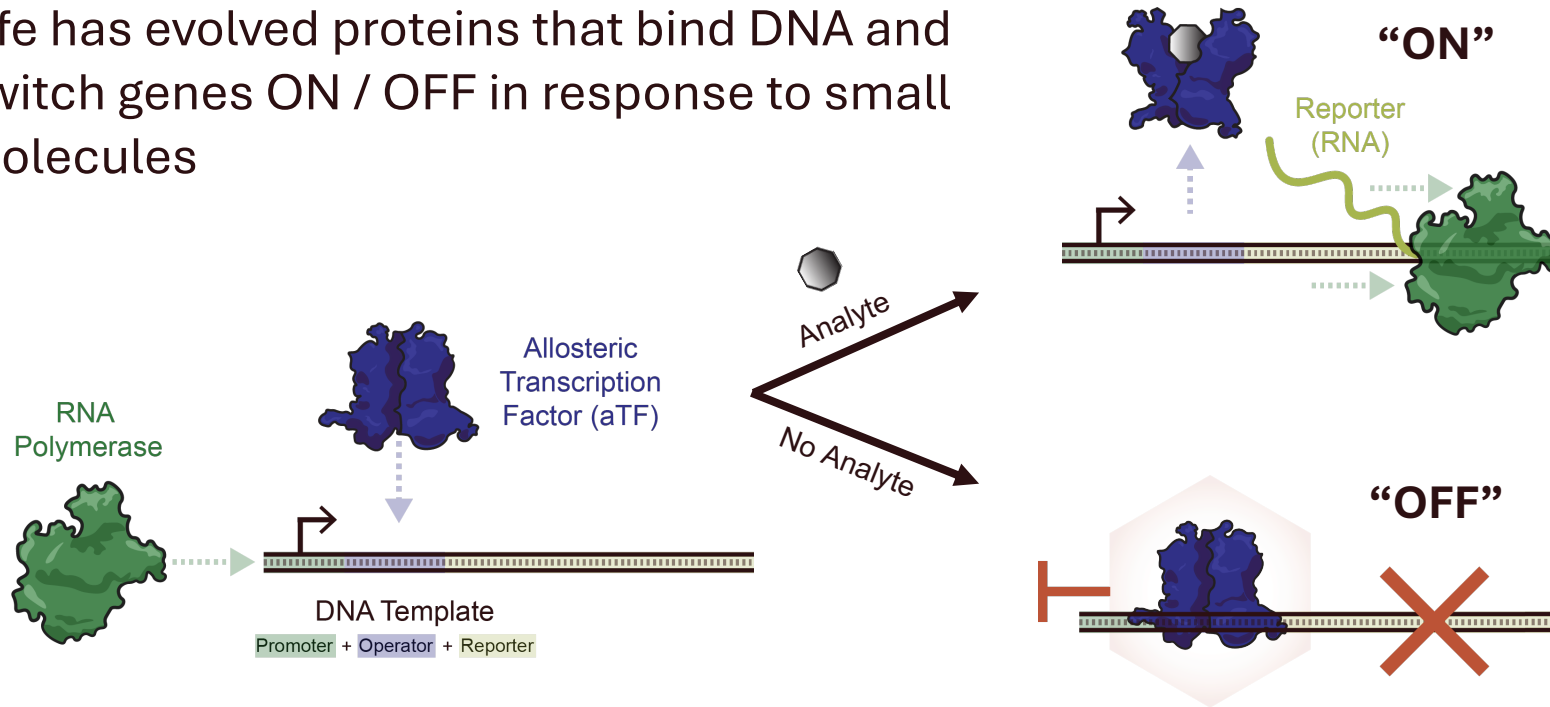 fe has evolved proteins that bind DNA and
witch genes ON / OFF in response to small
olecules
“ON”
Reporter
(RNA)
Analyte
No Analyte
Allosteric
Transcription
Factor (aTF)
RNA
Polymerase
DNA Template
Promoter + Operator + Reporter
“OFF”